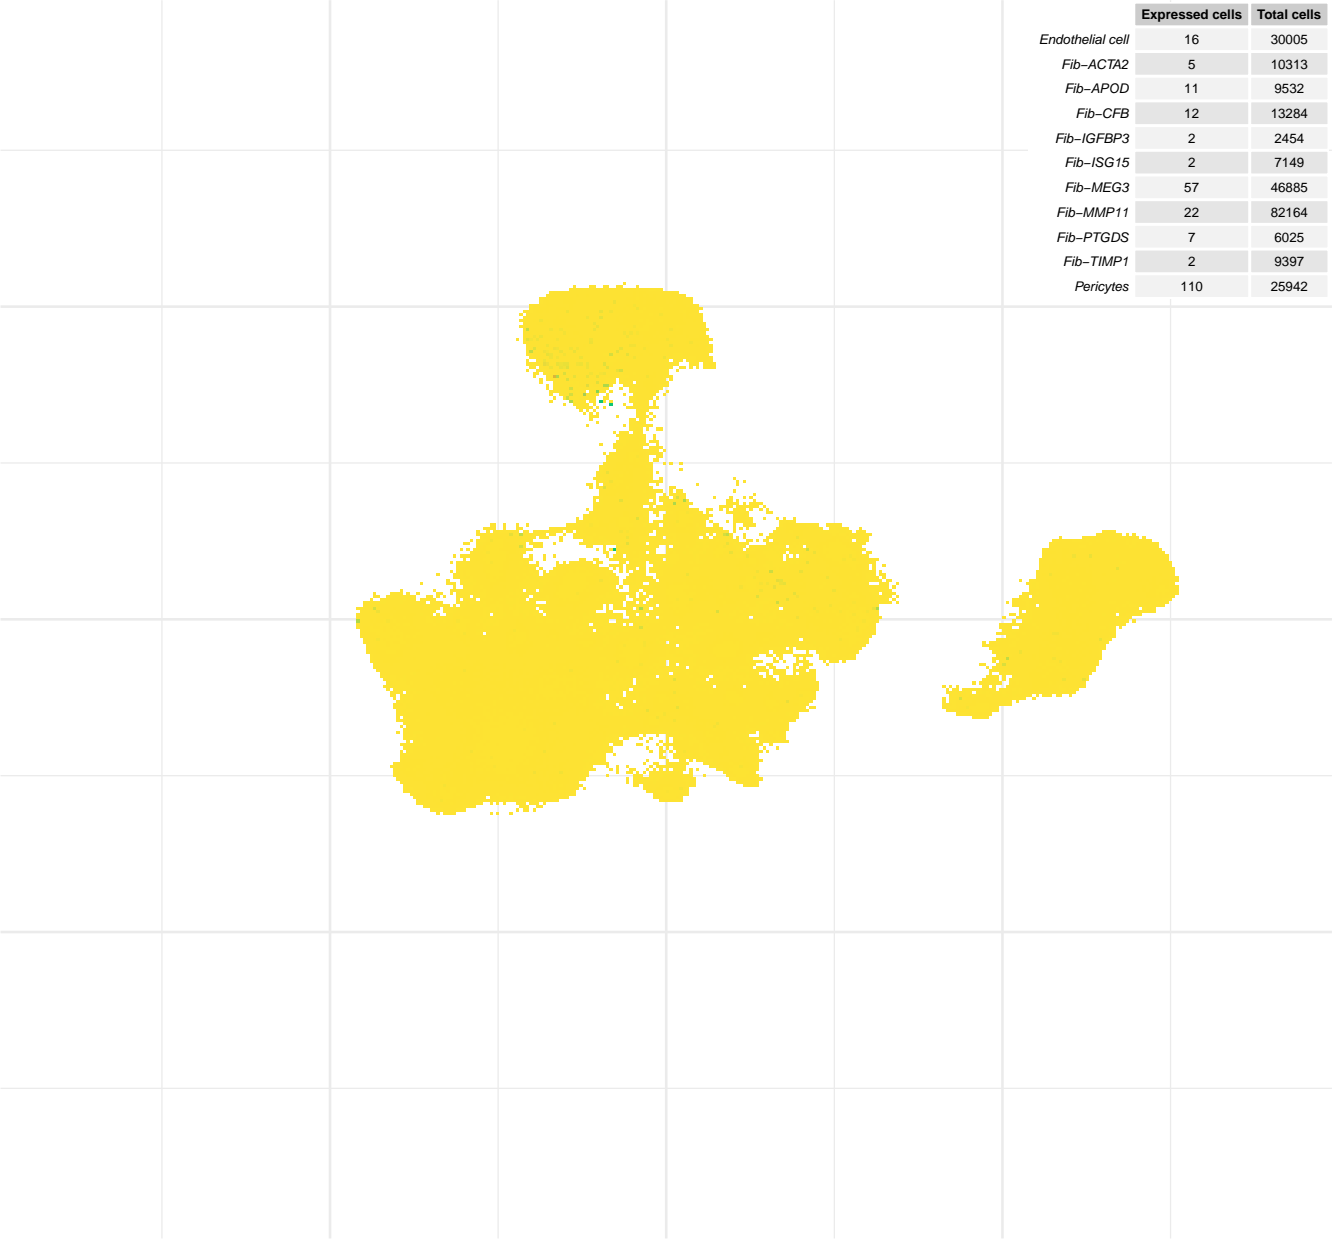 Expressed cells Total cells
Endothelial cell 16 30005
Fib−ACTA2 5 10313
Fib−APOD 11 9532
Fib−CFB 12 13284
Fib−IGFBP3 2 2454
Fib−ISG15 2 7149
Fib−MEG3 57 46885
Fib−MMP11 22 82164
Fib−PTGDS 7 6025
Fib−TIMP1 2 9397
Pericytes 110 25942